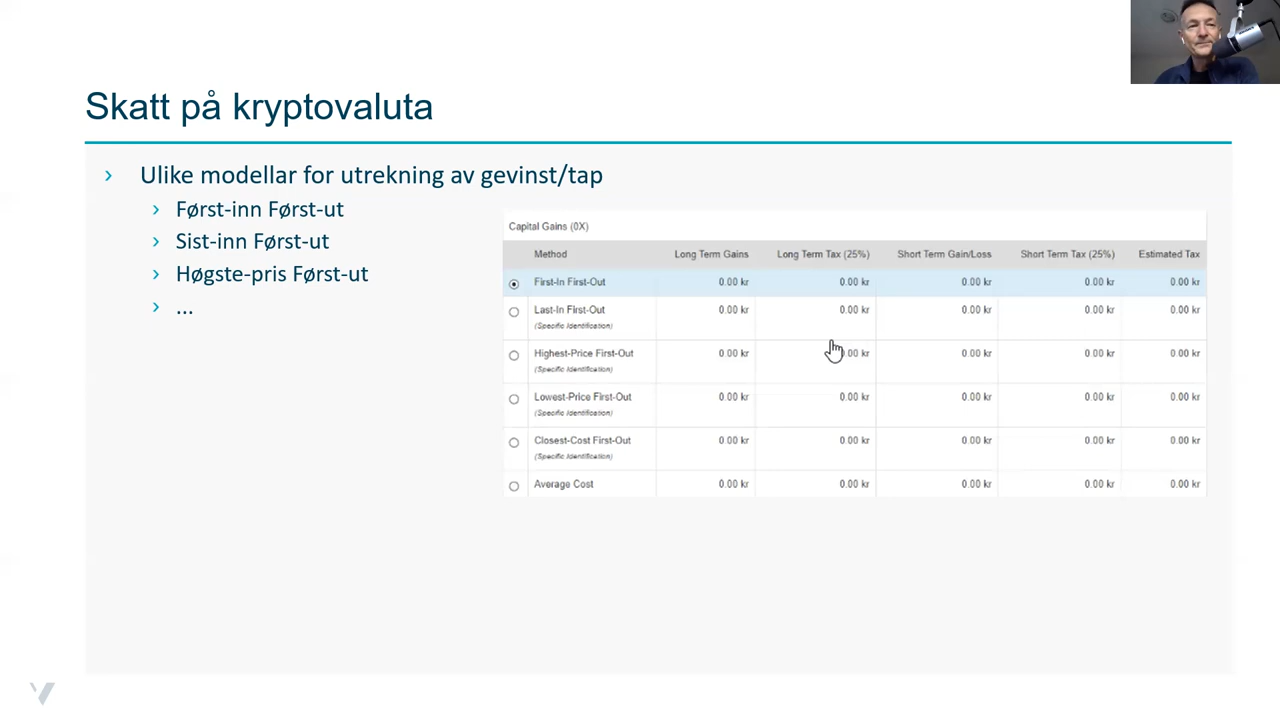 Skatt på kryptovaluta
› Ulike modellar for utrekning av gevinst/tap
› Først-inn Først-ut
› Sist-inn Først-ut
› Høgste-pris Først-ut
› ...
Capital Gains (0X)
Method Long Term Gains Long Term Tax (25%) Short Term Gain/Loss Short Term Tax (25%) Estimated Tax
First-In First-Out 0.00 kr 0.00 kr 0.00 kr 0.00 kr 0.00 kr
Last-In First-Out 0.00 kr 0.00 kr 0.00 kr 0.00 kr 0.00 kr
(Specific Identification)
Highest-Price First-Out 0.00 kr 0.00 kr 0.00 kr 0.00 kr 0.00 kr
(Specific Identification)
Lowest-Price First-Out 0.00 kr 0.00 kr 0.00 kr 0.00 kr 0.00 kr
(Specific Identification)
Closest-Cost First-Out 0.00 kr 0.00 kr 0.00 kr 0.00 kr 0.00 kr
(Specific Identification)
Average Cost 0.00 kr 0.00 kr 0.00 kr 0.00 kr 0.00 kr